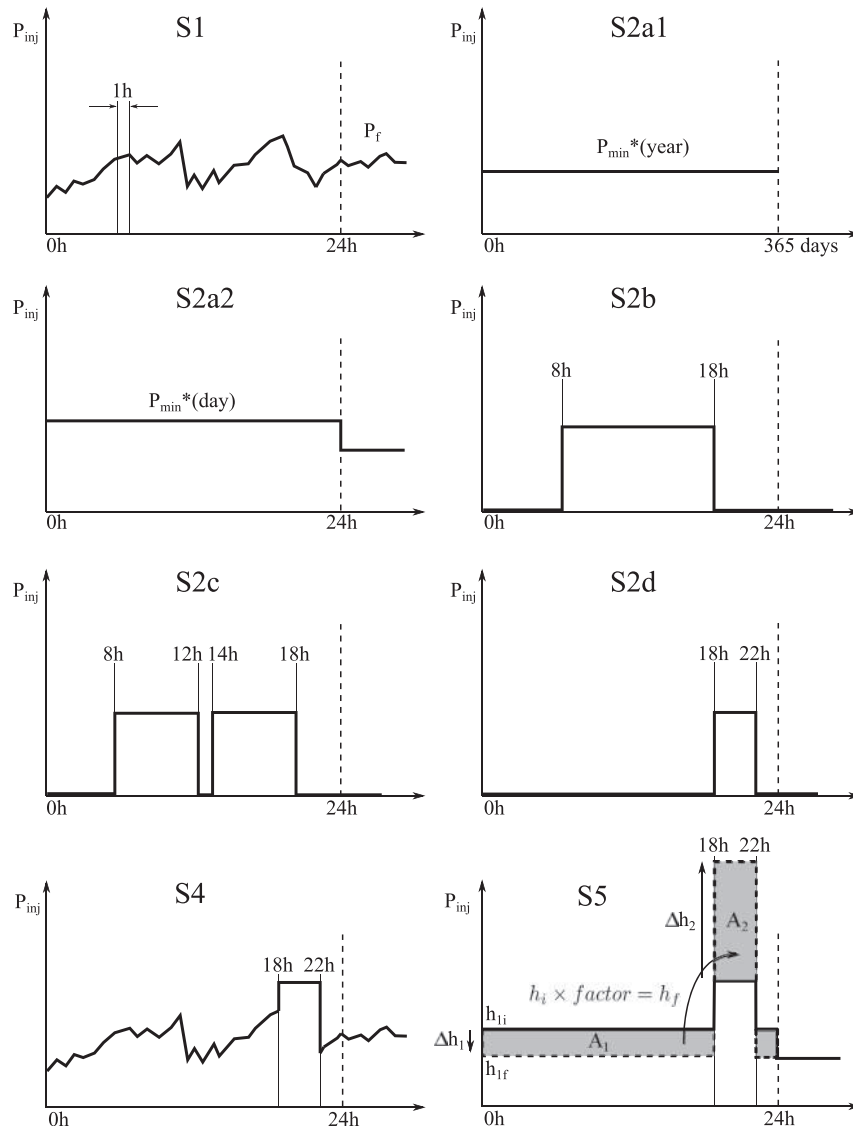 S1
P_inj
1h
P_f
0h
24h
S2a1
P_inj
P_min*(year)
0h
365 days
S2a2
P_inj
P_min*(day)
0h
24h
S2b
P_inj
8h 18h
0h
24h
S2c
P_inj
8h 12h 14h 18h
0h
24h
S2d
P_inj
18h 22h
0h
24h
S4
P_inj
18h 22h
0h
24h
18h 22h
S5
P_inj
Δh_2
A_2
h_i × factor = h_f
h_1i
Δh_1
A_1
h_1f
0h
24h